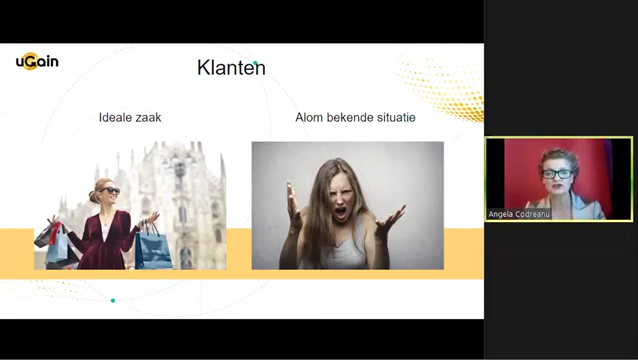 uGain
Klanten
Ideale zaak
Alom bekende situatie
Angela Codreanu